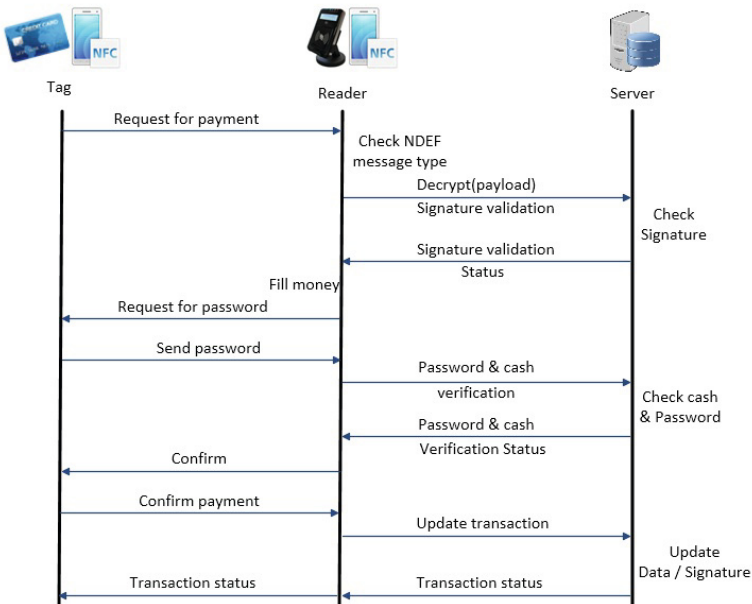 CREDIT CARD
NFC
NFC
Tag
Reader
Server
Request for payment
Check NDEF
message type
Decrypt(payload)
Signature validation
Check
Signature
Signature validation
Status
Fill money
Request for password
Send password
Password & cash
verification
Check cash
& Password
Password & cash
Verification Status
Confirm
Confirm payment
Update transaction
Update
Data / Signature
Transaction status
Transaction status